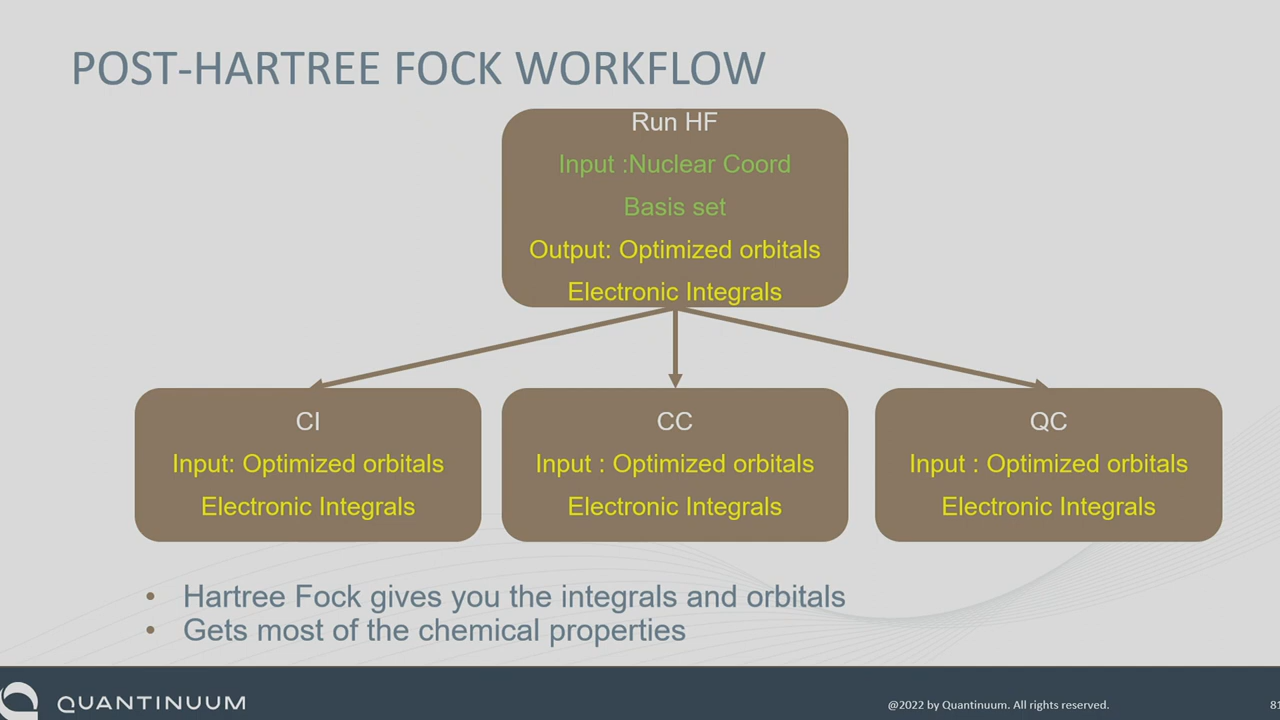 POST-HARTREE FOCK WORKFLOW
Run HF
Input :Nuclear Coord
Basis set
Output: Optimized orbitals
Electronic Integrals
CI
Input: Optimized orbitals
Electronic Integrals
CC
Input : Optimized orbitals
Electronic Integrals
QC
Input : Optimized orbitals
Electronic Integrals
• Hartree Fock gives you the integrals and orbitals
• Gets most of the chemical properties
QUANTINUUM
@2022 by Quantinuum. All rights reserved.